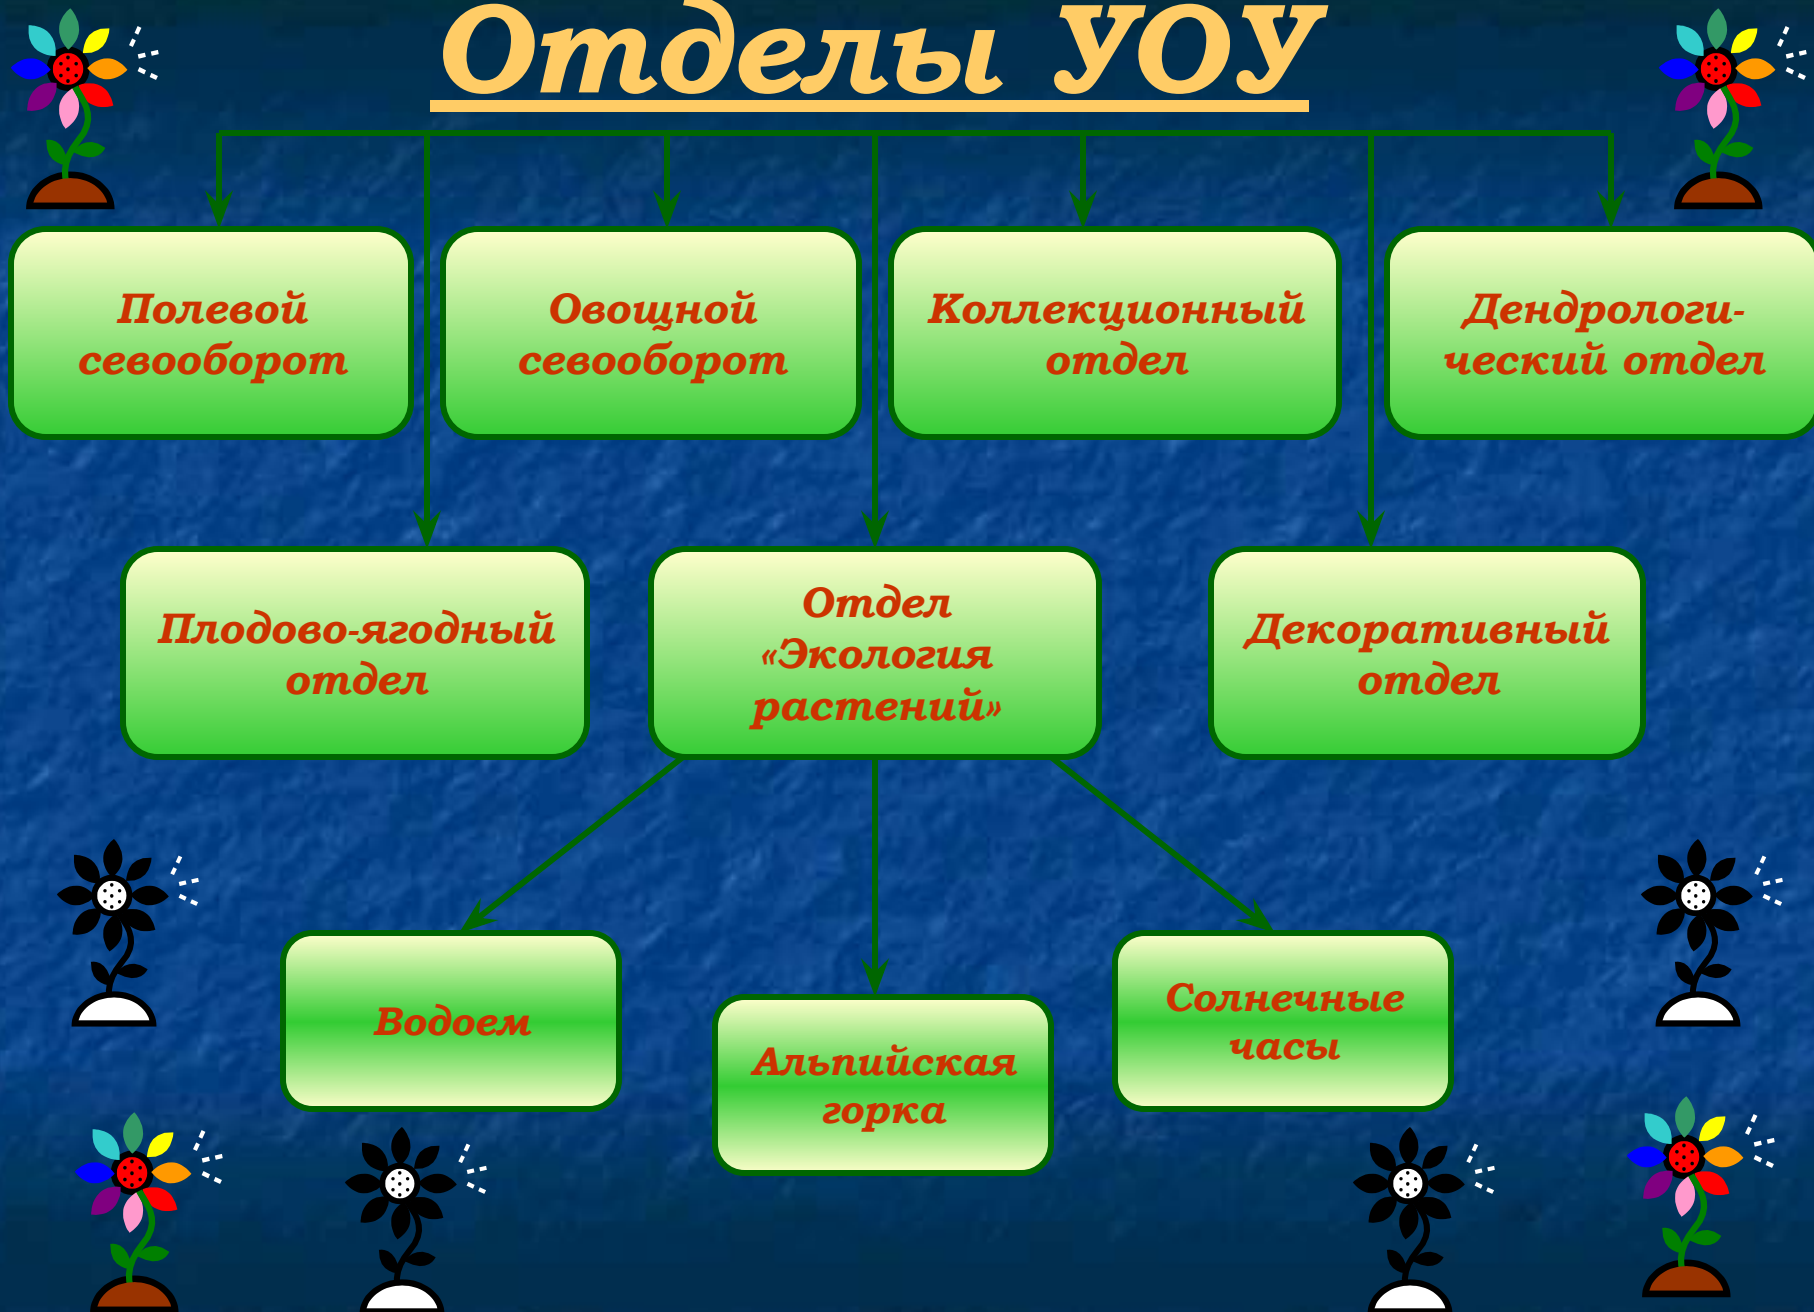 Отделы УОУ
Полевой
севооборот
Овощной
севооборот
Коллекционный
отдел
Дендрологи-
ческий отдел
Плодово-ягодный
отдел
Отдел
«Экология
растений»
Декоративный
отдел
Водоем
Альпийская
горка
Солнечные
часы